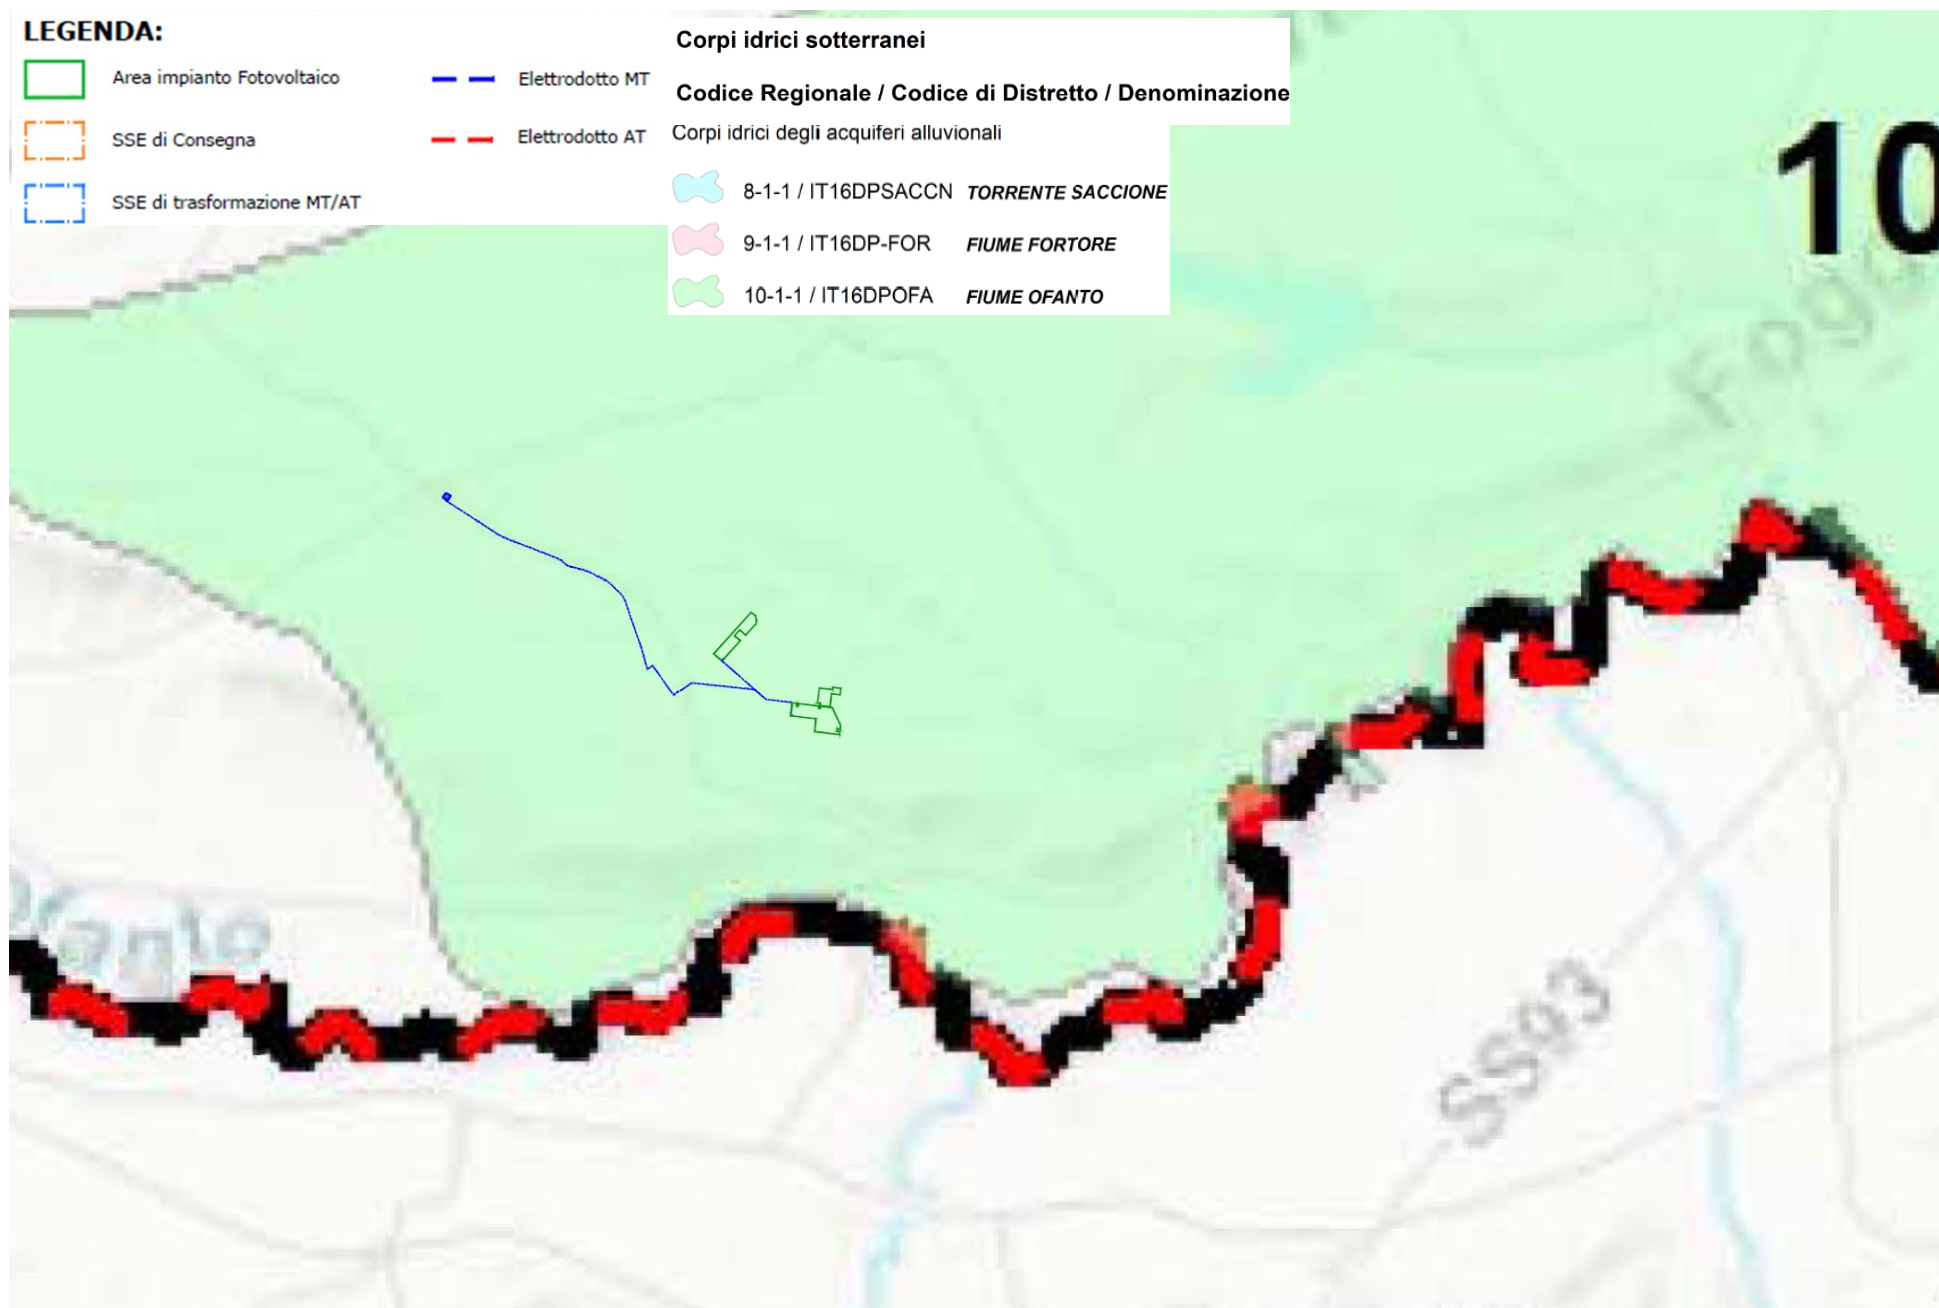 LEGENDA:
Area impianto Fotovoltaico
SSE di Consegna
SSE di trasformazione MT/AT
Elettrodotto MT
Elettrodotto AT
Corpi idrici sotterranei
Codice Regionale / Codice di Distretto / Denominazione
Corpi idrici degli acquiferi alluvionali
8-1-1 / IT16DPSACCN TORRENTE SACCIONE
9-1-1 / IT16DP-FOR FIUME FORTORE
10-1-1 / IT16DPOFA FIUME OFANTO
10
SS93